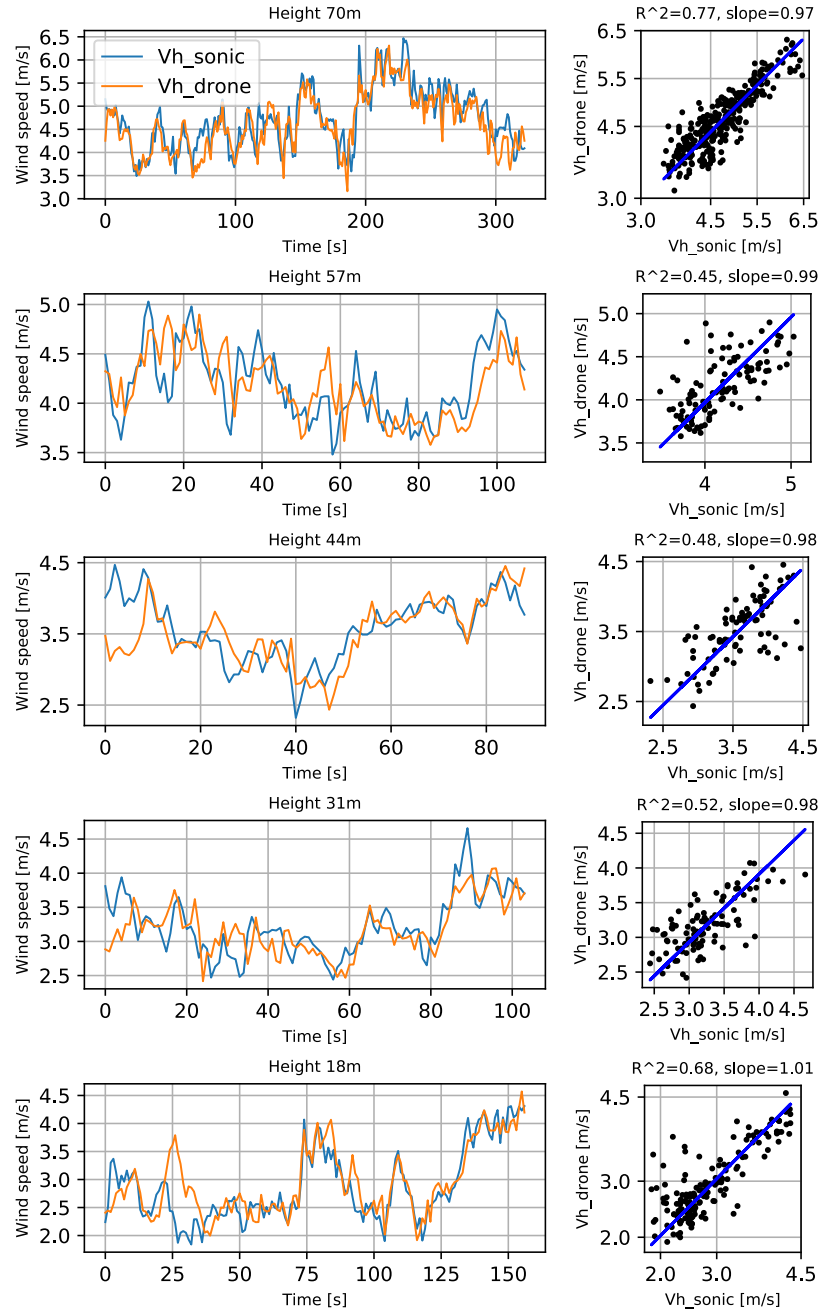 Height 70m
R^2=0.77, slope=0.97
6.5
6.0
5.5
5.0
4.5
4.0
3.5
3.0
Wind speed [m/s]
Vh_sonic
Vh_drone
0
100
200
300
Time [s]
6.5
5.5
4.5
3.0
Vh_drone [m/s]
3.0
4.5
5.5
6.5
Vh_sonic [m/s]
Height 57m
R^2=0.45, slope=0.99
5.0
4.5
4.0
3.5
Wind speed [m/s]
0
20
40
60
80
100
Time [s]
5.0
4.5
4.0
3.5
Vh_drone [m/s]
4
5
Vh_sonic [m/s]
Height 44m
R^2=0.48, slope=0.98
4.5
3.5
2.5
Wind speed [m/s]
0
20
40
60
80
Time [s]
4.5
3.5
2.5
Vh_drone [m/s]
2.5
3.5
4.5
Vh_sonic [m/s]
Height 31m
R^2=0.52, slope=0.98
4.5
4.0
3.5
3.0
2.5
Wind speed [m/s]
0
20
40
60
80
100
Time [s]
4.5
4.0
3.5
3.0
2.5
Vh_drone [m/s]
2.5
3.0
3.5
4.0
4.5
Vh_sonic [m/s]
Height 18m
R^2=0.68, slope=1.01
4.5
4.0
3.5
3.0
2.5
2.0
Wind speed [m/s]
0
25
50
75
100
125
150
Time [s]
4.5
3.0
2.0
Vh_drone [m/s]
2.0
3.0
4.5
Vh_sonic [m/s]